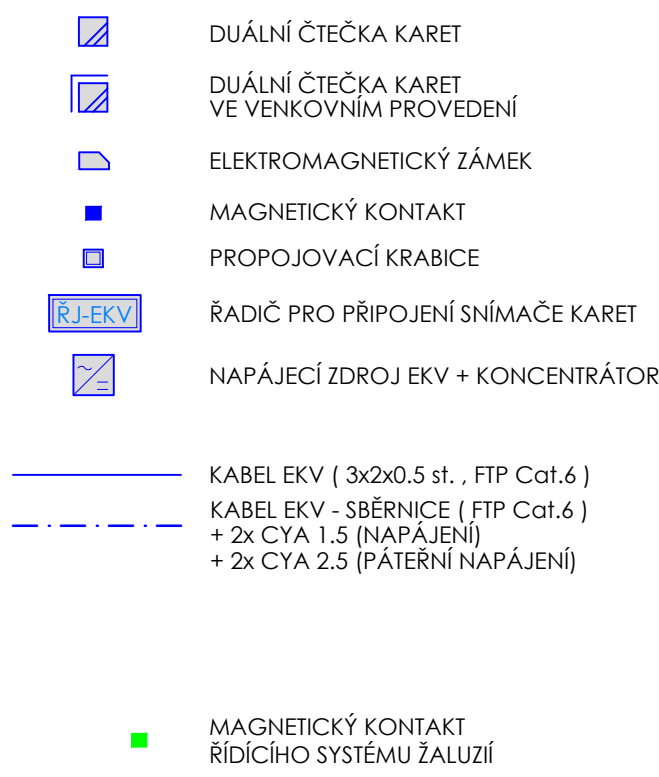 DUÁLNÍ ČTEČKA KARET
DUÁLNÍ ČTEČKA KARET
VE VENKOVNÍM PROVEDENÍ
ELEKTROMAGNETICKÝ ZÁMEK
MAGNETICKÝ KONTAKT
PROPOJOVACÍ KRABICE
ŘJ-EKV ŘADIČ PRO PŘIPOJENÍ SNÍMAČE KARET
NAPÁJECÍ ZDROJ EKV + KONCENTRÁTOR
KABEL EKV ( 3x2x0.5 st. , FTP Cat.6 )
KABEL EKV - SBĚRNICE ( FTP Cat.6 )
+ 2x CYA 1.5 (NAPÁJENÍ)
+ 2x CYA 2.5 (PÁTEŘNÍ NAPÁJENÍ)
MAGNETICKÝ KONTAKT
ŘÍDÍCÍHO SYSTÉMU ŽALUZIÍ